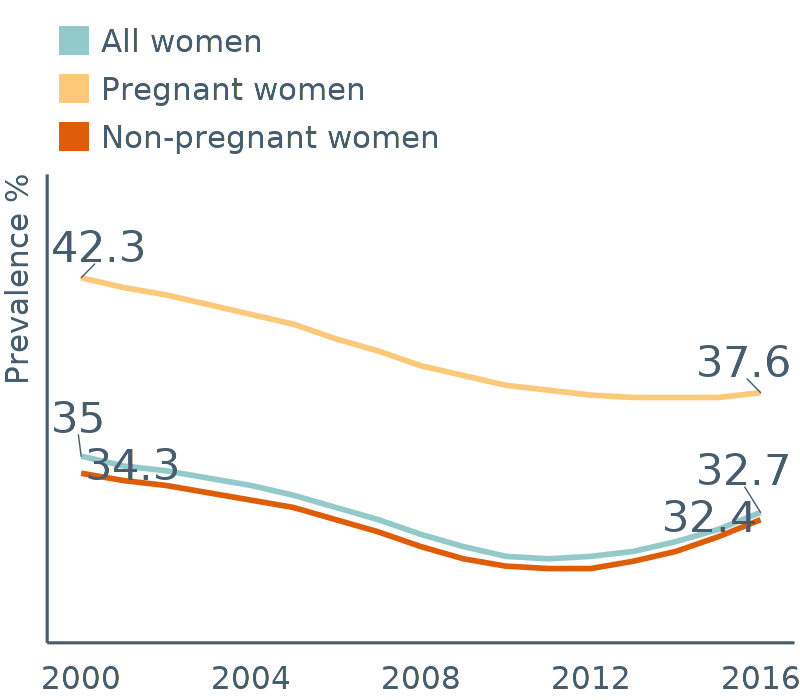 All women
Pregnant women
Non-pregnant women
Prevalence %
42.3
37.6
35
34.3
32.7
32.4
2000 2004 2008 2012 2016